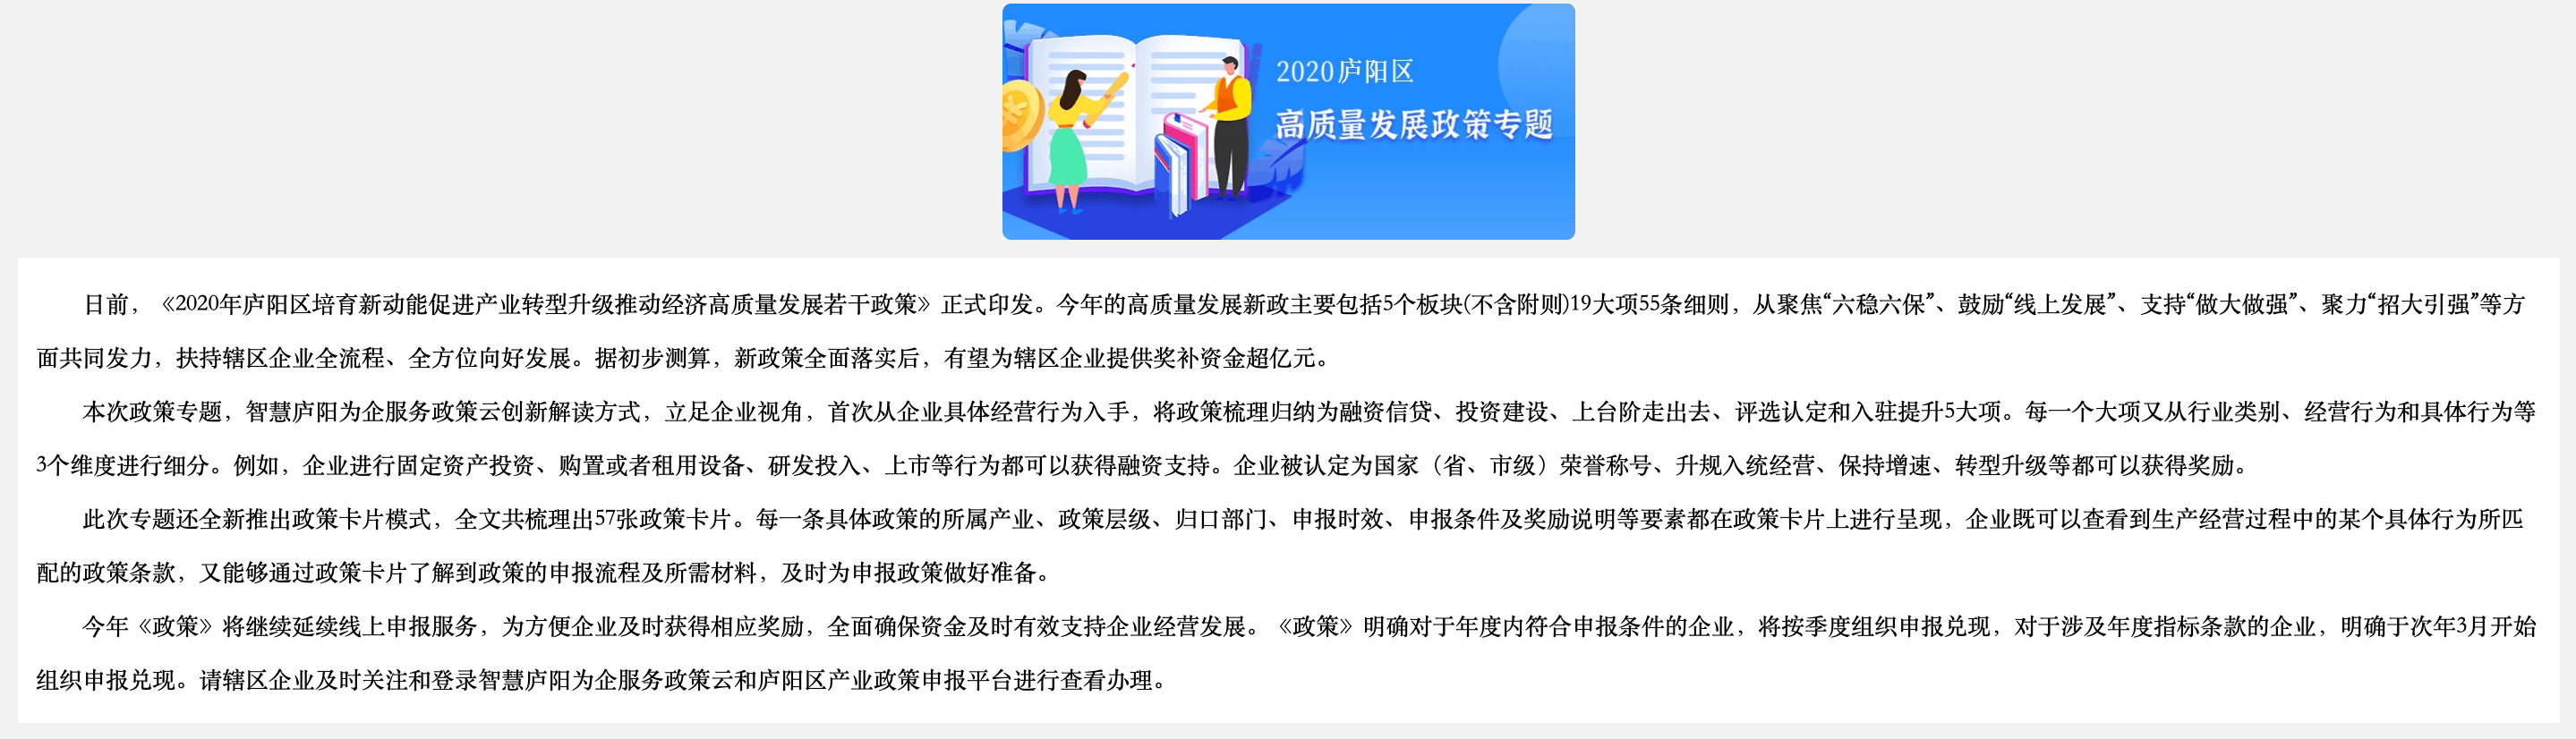 2020庐阳区
高质量发展政策专题
日前，《2020年庐阳区培育新动能促进产业转型升级推动经济高质量发展若干政策》正式印发。今年的高质量发展新政主要包括5个板块(不含附则)19大项55条细则，从聚焦“六稳六保”、鼓励“线上发展”、支持“做大做强”、聚力“招大引强”等方
面共同发力，扶持辖区企业全流程、全方位向好发展。据初步测算，新政策全面落实后，有望为辖区企业提供奖补资金超亿元。
本次政策专题，智慧庐阳为企服务政策云创新解读方式，立足企业视角，首次从企业具体经营行为入手，将政策梳理归纳为融资信贷、投资建设、上台阶走出去、评选认定和入驻提升5大项。每一个大项又从行业类别、经营行为和具体行为等
3个维度进行细分。例如，企业进行固定资产投资、购置或者租用设备、研发投入、上市等行为都可以获得融资支持。企业被认定为国家（省、市级）荣誉称号、升规入统经营、保持增速、转型升级等都可以获得奖励。
此次专题还全新推出政策卡片模式，全文共梳理出57张政策卡片。每一条具体政策的所属产业、政策层级、归口部门、申报时效、申报条件及奖励说明等要素都在政策卡片上进行呈现，企业既可以查看到生产经营过程中的某个具体行为所匹
配的政策条款，又能够通过政策卡片了解到政策的申报流程及所需材料，及时为申报政策做好准备。
今年《政策》将继续延续线上申报服务，为方便企业及时获得相应奖励，全面确保资金及时有效支持企业经营发展。《政策》明确对于年度内符合申报条件的企业，将按季度组织申报兑现，对于涉及年度指标条款的企业，明确于次年3月开始
组织申报兑现。请辖区企业及时关注和登录智慧庐阳为企服务政策云和庐阳区产业政策申报平台进行查看办理。